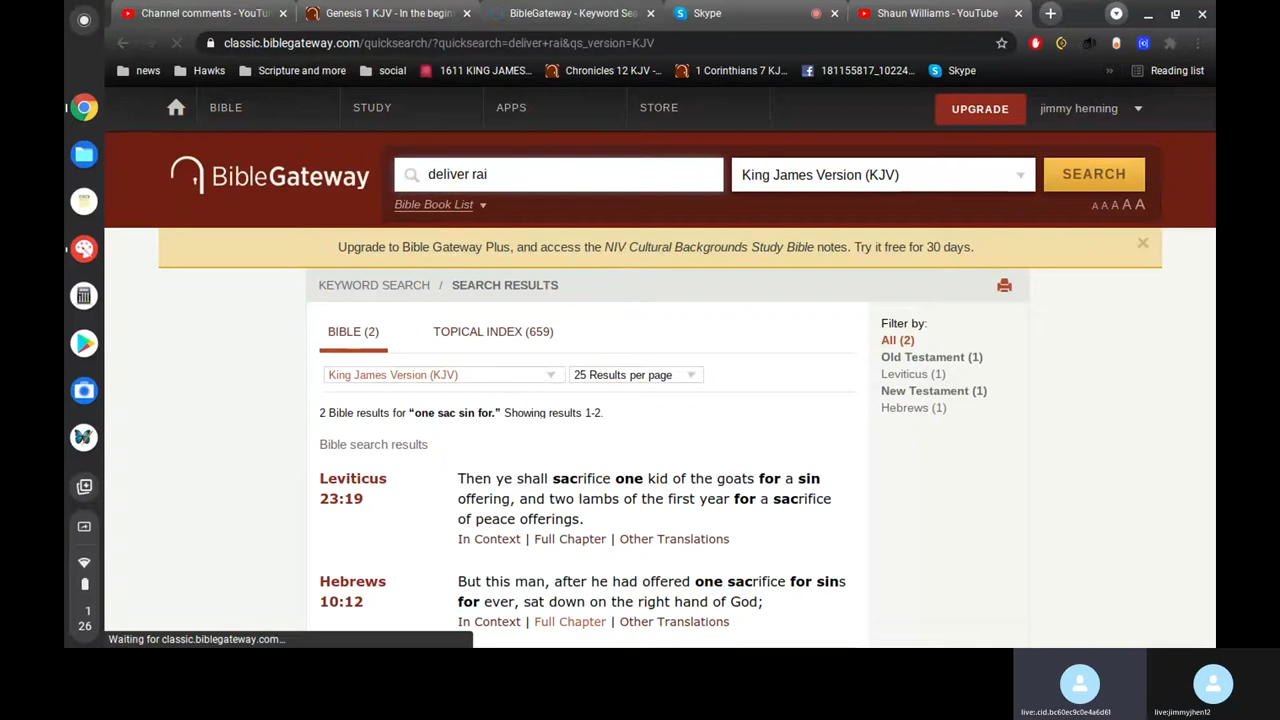 Channel comments - YouTu
Genesis 1 KJV - In the begin
BibleGateway - Keyword Sea
Skype
Shaun Williams - YouTube
classic.biblegateway.com/quicksearch/?quicksearch=deliver+rai&qs_version=KJV
news
Hawks
Scripture and more
social
1611 KING JAMES...
Chronicles 12 KJV -...
1 Corinthians 7 KJ...
181155817_10224...
Skype
»
Reading list
BIBLE
STUDY
APPS
STORE
UPGRADE
jimmy henning
BibleGateway
deliver rai
King James Version (KJV)
SEARCH
Bible Book List
A A A A A
Upgrade to Bible Gateway Plus, and access the NIV Cultural Backgrounds Study Bible notes. Try it free for 30 days.
KEYWORD SEARCH / SEARCH RESULTS
BIBLE (2)
TOPICAL INDEX (659)
King James Version (KJV)
25 Results per page
2 Bible results for “one sac sin for.” Showing results 1-2.
Bible search results
Leviticus 23:19
Then ye shall sacrifice one kid of the goats for a sin
offering, and two lambs of the first year for a sacrifice
of peace offerings.
In Context | Full Chapter | Other Translations
Hebrews 10:12
But this man, after he had offered one sacrifice for sins
for ever, sat down on the right hand of God;
In Context | Full Chapter | Other Translations
Filter by:
All (2)
Old Testament (1)
Leviticus (1)
New Testament (1)
Hebrews (1)
1
26
Waiting for classic.biblegateway.com...
live:.cid.bc60ec9c0e4a6d61
live:jimmyjhen12